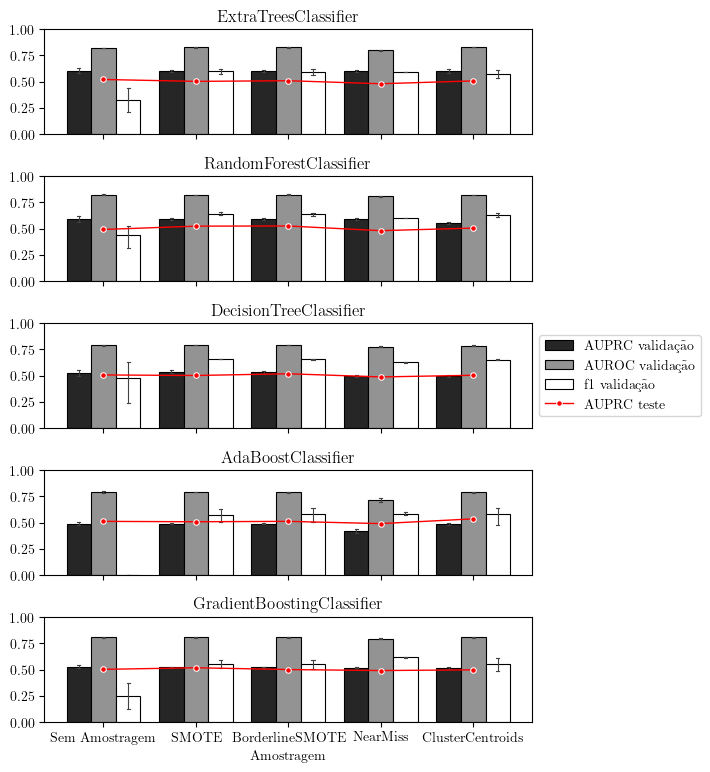 ExtraTreesClassifier
1.00
0.75
0.50
0.25
0.00
RandomForestClassifier
1.00
0.75
0.50
0.25
0.00
DecisionTreeClassifier
1.00
0.75
0.50
0.25
0.00
AUPRC validação
AUROC validação
f1 validação
AUPRC teste
AdaBoostClassifier
1.00
0.75
0.50
0.25
0.00
GradientBoostingClassifier
1.00
0.75
0.50
0.25
0.00
Sem Amostragem SMOTE BorderlineSMOTE NearMiss ClusterCentroids
Amostragem